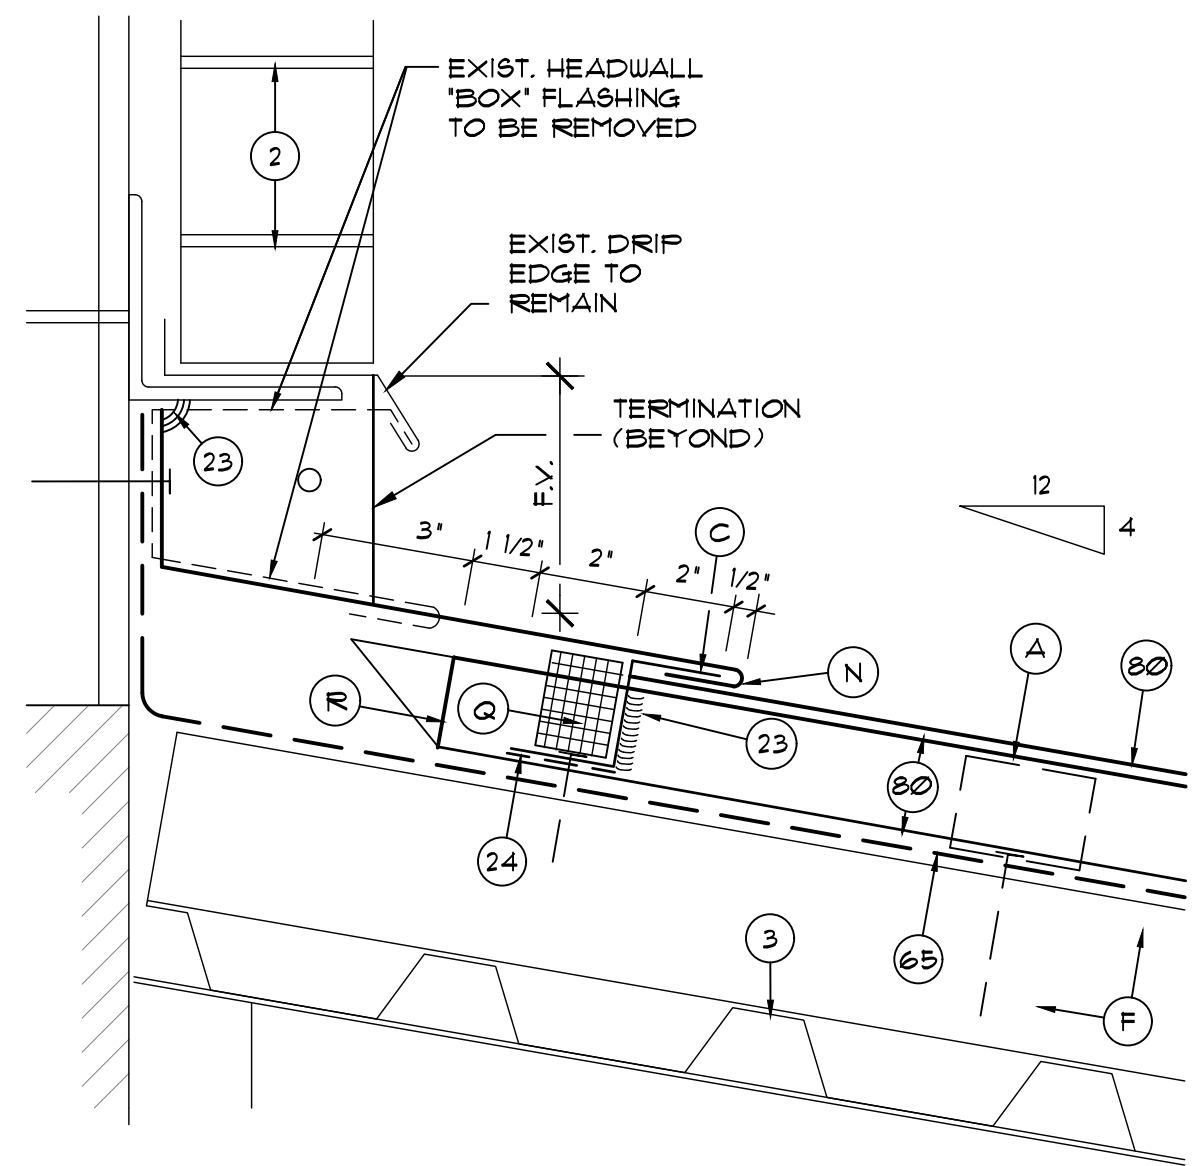 EXIST. HEADWALL
"BOX" FLASHING
TO BE REMOVED
2
EXIST. DRIP
EDGE TO
REMAIN
TERMINATION
(BEYOND)
23
F.V.
12
4
3"
1 1/2"
2"
2"
1/2"
C
A
80
N
R
Q
23
80
24
65
3
F